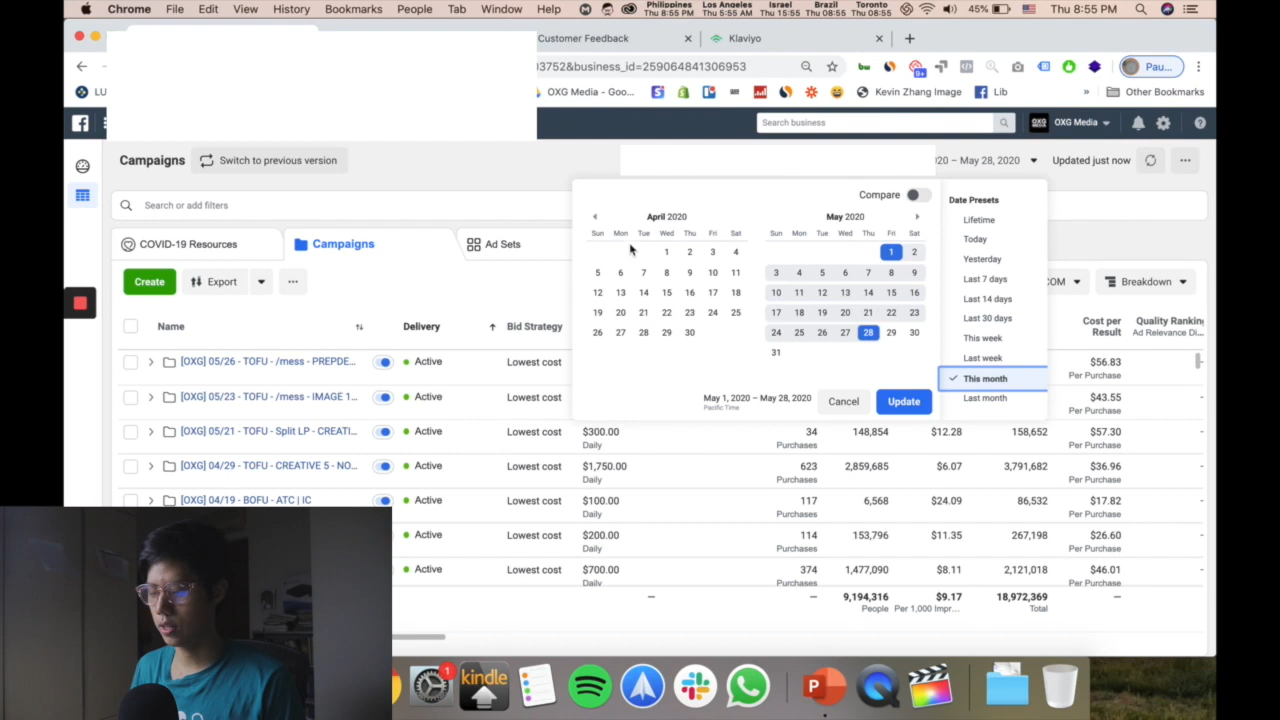 Chrome File Edit View History Bookmarks People Tab Window Help Philippines Los Angeles Israel Brazil Toronto 45% Thu 8:55 PM
Thu 8:55 PM Thu 5:55 AM Thu 15:55 Thu 08:55 Thu 08:55
Customer Feedback Klaviyo
03752&business_id=259064841306953 9+ Pau...
LU OXG Media - Goo... Kevin Zhang Image Lib » Other Bookmarks
Search business OXG MEDIA OXG Media
Campaigns Switch to previous version 20 – May 28, 2020 Updated just now
Search or add filters
COVID-19 Resources Campaigns Ad Sets
Create Export Breakdown
Name Delivery Bid Strategy Cost per Result Quality Ranking
Ad Relevance Di...
Compare
April 2020 May 2020
Sun Mon Tue Wed Thu Fri Sat Sun Mon Tue Wed Thu Fri Sat
1 2 3 4 1 2
5 6 7 8 9 10 11 3 4 5 6 7 8 9
12 13 14 15 16 17 18 10 11 12 13 14 15 16
19 20 21 22 23 24 25 17 18 19 20 21 22 23
26 27 28 29 30 24 25 26 27 28 29 30
31
May 1, 2020 – May 28, 2020 Cancel Update
Pacific Time
Date Presets
Lifetime
Today
Yesterday
Last 7 days
Last 14 days
Last 30 days
This week
Last week
This month
Last month
[OXG] 05/26 - TOFU - /mess - PREPDE... Active Lowest cost $56.83
Per Purchase
[OXG] 05/23 - TOFU - /mess - IMAGE 1... Active Lowest cost $43.55
Per Purchase
[OXG] 05/21 - TOFU - Split LP - CREATI... Active Lowest cost $300.00 34 148,854 $12.28 158,652 $57.30
Daily Purchases Per Purchase
[OXG] 04/29 - TOFU - CREATIVE 5 - NO... Active Lowest cost $1,750.00 623 2,859,685 $6.07 3,791,682 $36.96
Daily Purchases Per Purchase
[OXG] 04/19 - BOFU - ATC | IC Active Lowest cost $100.00 117 6,568 $24.09 86,532 $17.82
Daily Purchases Per Purchase
Active Lowest cost $200.00 114 153,796 $11.35 267,198 $26.60
Daily Purchases Per Purchase
Active Lowest cost $700.00 374 1,477,090 $8.11 2,121,018 $46.01
Daily Purchases Per Purchase
— — 9,194,316 $9.17 18,972,369 —
People Per 1,000 Impr... Total
1
kindle